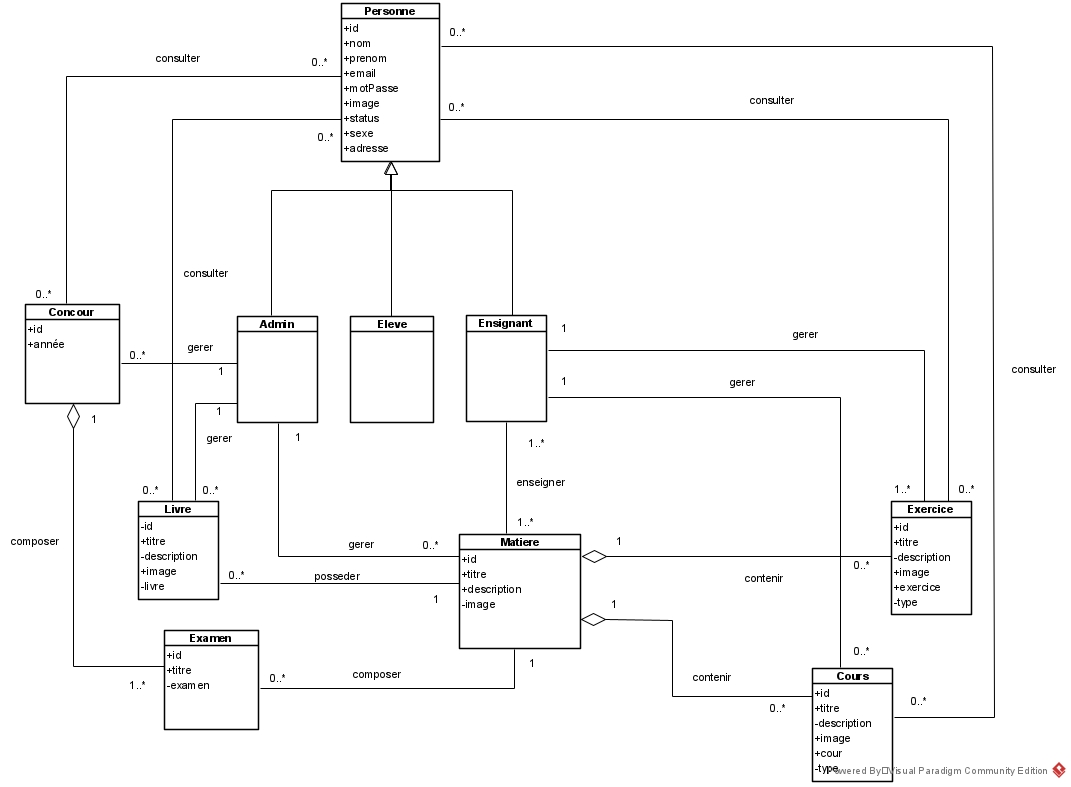 Personne
+id
+nom
+prenom
+email
+motPasse
+image
+status
+sexe
+adresse
0..*
consulter
0..*
0..*
consulter
0..*
consulter
0..*
Concour
+id
+année
Admin
Eleve
Ensignant
1
gerer
gerer
0..*
1
consulter
1
gerer
1
gerer
1
1..*
enseigner
0..*
0..*
1..*
0..*
Livre
-id
+titre
-description
+image
-livre
1..*
Exercice
+id
+titre
-description
+image
+exercice
-type
composer
gerer
0..*
Matiere
+id
+titre
+description
-image
1
0..*
contenir
0..*
posseder
1
1
Examen
+id
+titre
-examen
1..*
0..*
composer
1
contenir
0..*
0..*
Cours
+id
+titre
-description
+image
+cour
-type
0..*
1
Powered By Visual Paradigm Community Edition